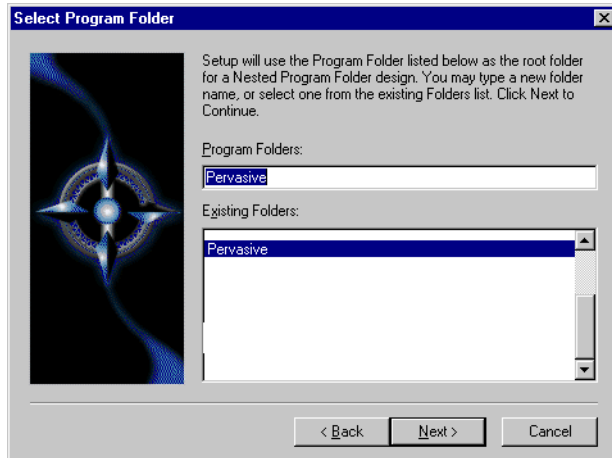 Select Program Folder
Setup will use the Program Folder listed below as the root folder
for a Nested Program Folder design. You may type a new folder
name, or select one from the existing Folders list. Click Next to
Continue.
Program Folders:
Pervasive
Existing Folders:
Pervasive
< Back Next > Cancel